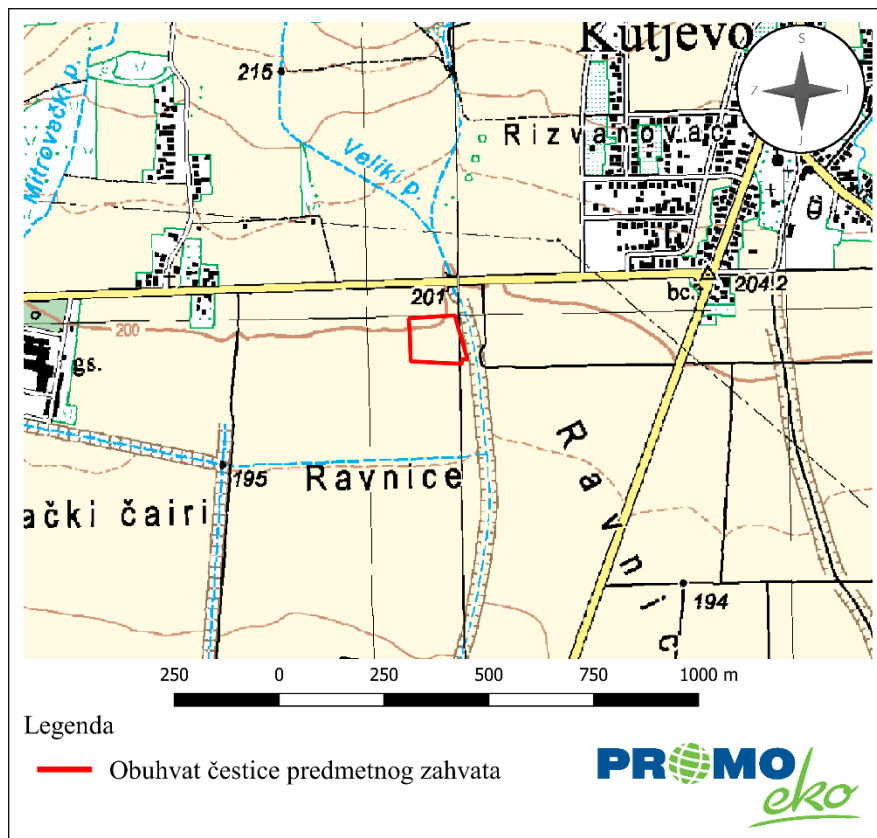 Kutjevo
S
Z
I
J
215
Mitrovački p.
Veliki p.
Rizvanovac
Č
201
bc.
204.2
200
gs.
195
Ravnice
ački čairi
Ravnic
194
250 0 250 500 750 1000 m
Legenda
Obuhvat čestice predmetnog zahvata
PROMO
eko